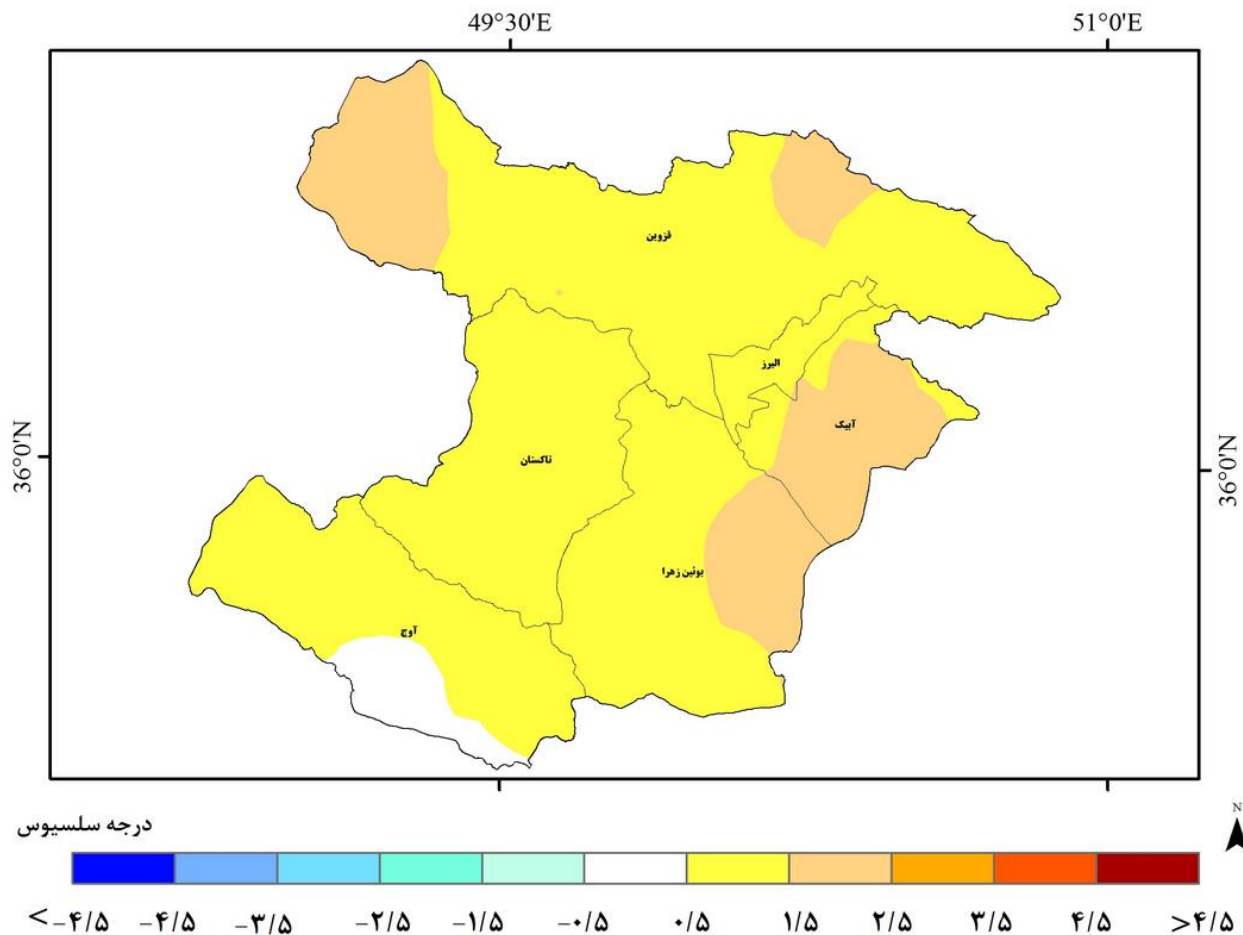 49°30'E 51°0'E
قزوین
البرز
آبیک
36°0'N 36°0'N
تاکستان
بوئین زهرا
آوج
درجه سلسیوس
N
<-۴/۵ -۴/۵ -۳/۵ -۲/۵ -۱/۵ -۰/۵ ۰/۵ ۱/۵ ۲/۵ ۳/۵ ۴/۵ >۴/۵